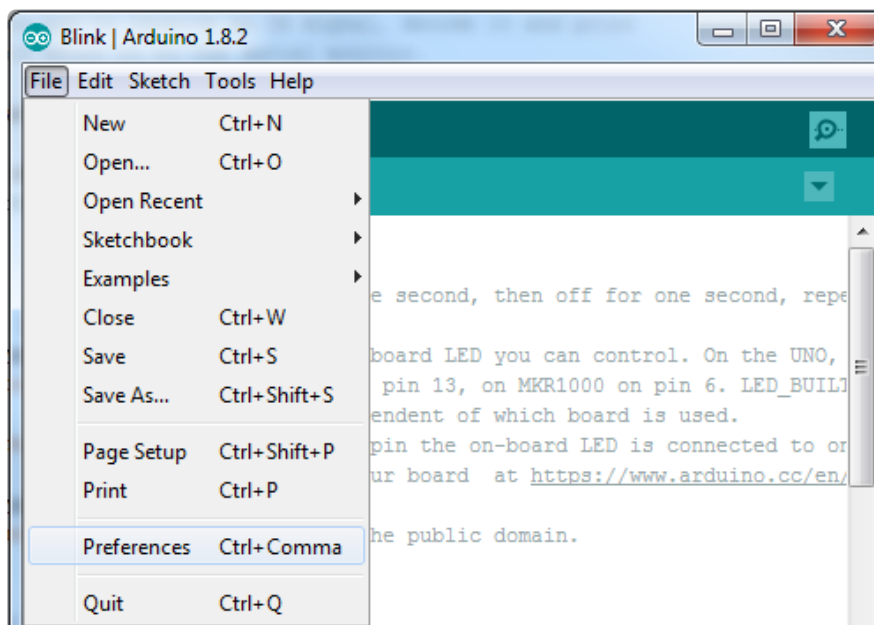 Blink | Arduino 1.8.2
File Edit Sketch Tools Help
New Ctrl+N
Open... Ctrl+O
Open Recent
Sketchbook
Examples
Close Ctrl+W
Save Ctrl+S
Save As... Ctrl+Shift+S
Page Setup Ctrl+Shift+P
Print Ctrl+P
Preferences Ctrl+Comma
Quit Ctrl+Q
e second, then off for one second, repe
board LED you can control. On the UNO,
pin 13, on MKR1000 on pin 6. LED_BUILT
endent of which board is used.
pin the on-board LED is connected to on
ur board  at https://www.arduino.cc/en/
he public domain.